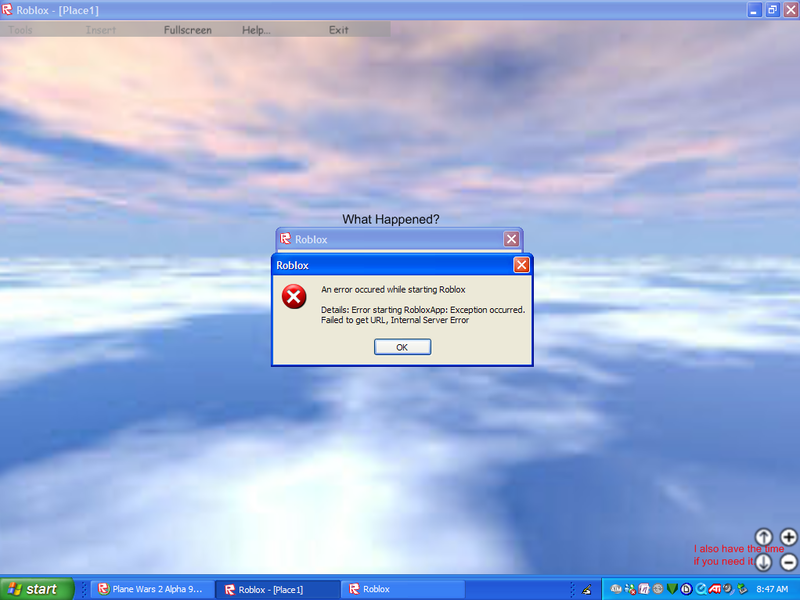 Roblox - [Place1]
Tools Insert Fullscreen Help... Exit
What Happened?
Roblox
Roblox
An error occured while starting Roblox
Details: Error starting RobloxApp: Exception occurred.
Failed to get URL, Internal Server Error
OK
I also have the time
if you need it.
start Plane Wars 2 Alpha 9... Roblox - [Place1] Roblox 8:47 AM